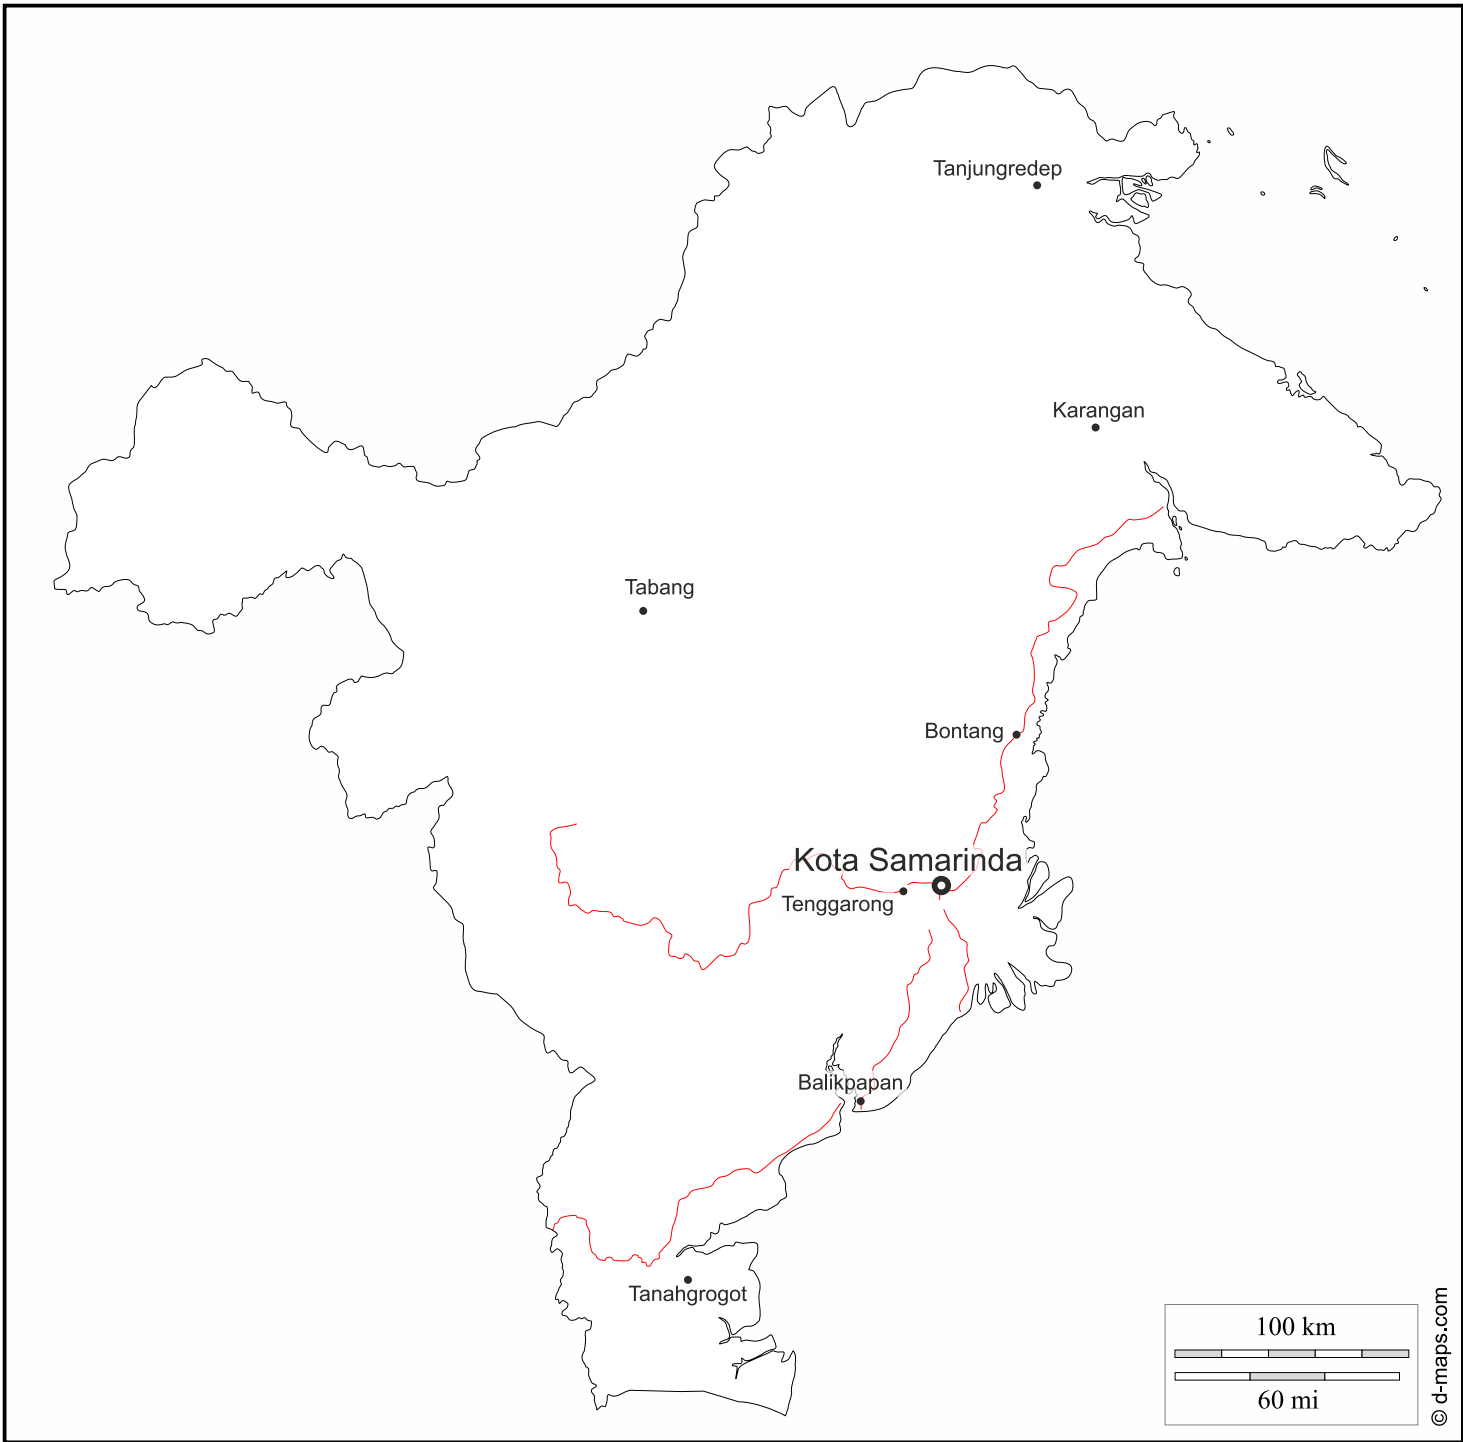 Tanjungredep
Karangan
Tabang
Bontang
Kota Samarinda
Tenggarong
Balikpapan
Tanahgrogot
100 km
60 mi
© d-maps.com